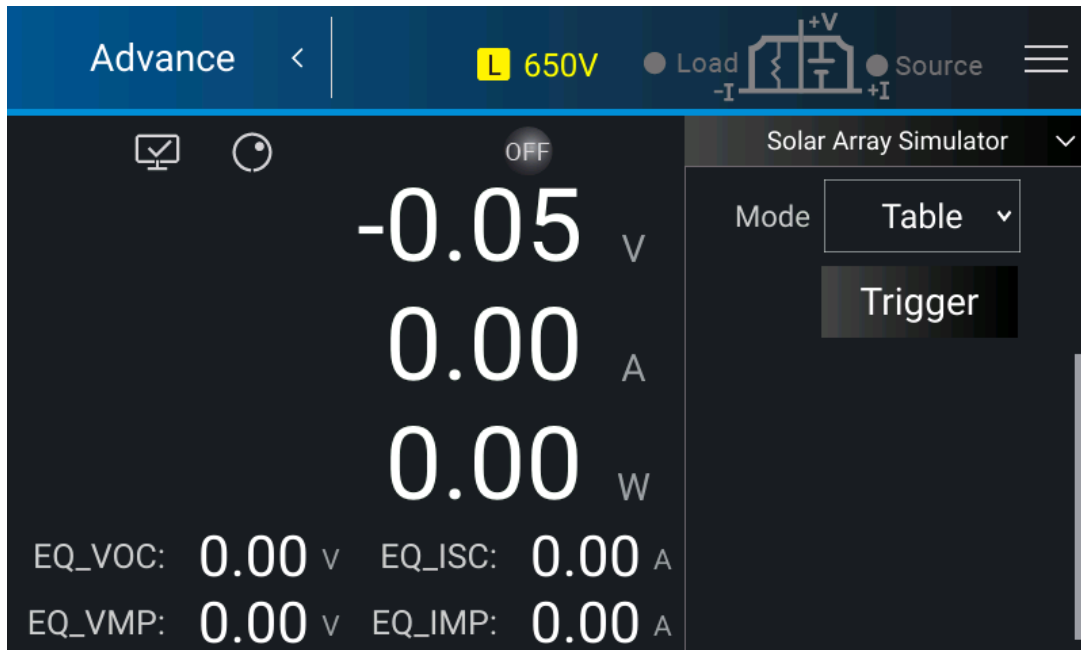 Advance <
L 650V
Load -I +V +I Source
OFF
-0.05 V
0.00 A
0.00 W
EQ_VOC: 0.00 V EQ_ISC: 0.00 A
EQ_VMP: 0.00 V EQ_IMP: 0.00 A
Solar Array Simulator
Mode Table
Trigger